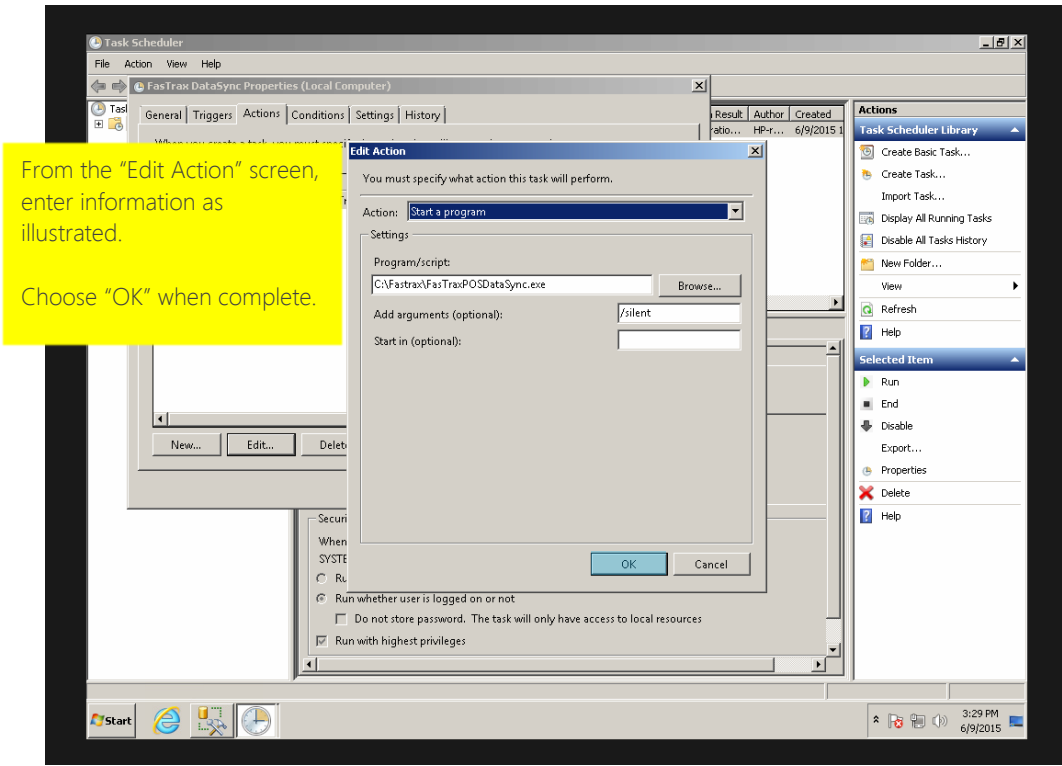 Task Scheduler
File Action View Help
FasTrax DataSync Properties (Local Computer)
General Triggers Actions Conditions Settings History
Result Author Created
HP-r... 6/9/2015 1
Edit Action
You must specify what action this task will perform.
Action: Start a program
Settings
Program/script:
C:\Fastrax\FasTraxPOSDataSync.exe Browse...
Add arguments (optional): /silent
Start in (optional):
OK Cancel
From the “Edit Action” screen,
enter information as
illustrated.
Choose “OK” when complete.
New... Edit...
Run whether user is logged on or not
Do not store password. The task will only have access to local resources
Run with highest privileges
Actions
Task Scheduler Library
Create Basic Task...
Create Task...
Import Task...
Display All Running Tasks
Disable All Tasks History
New Folder...
View
Refresh
Help
Selected Item
Run
End
Disable
Export...
Properties
Delete
Help
Start
3:29 PM
6/9/2015